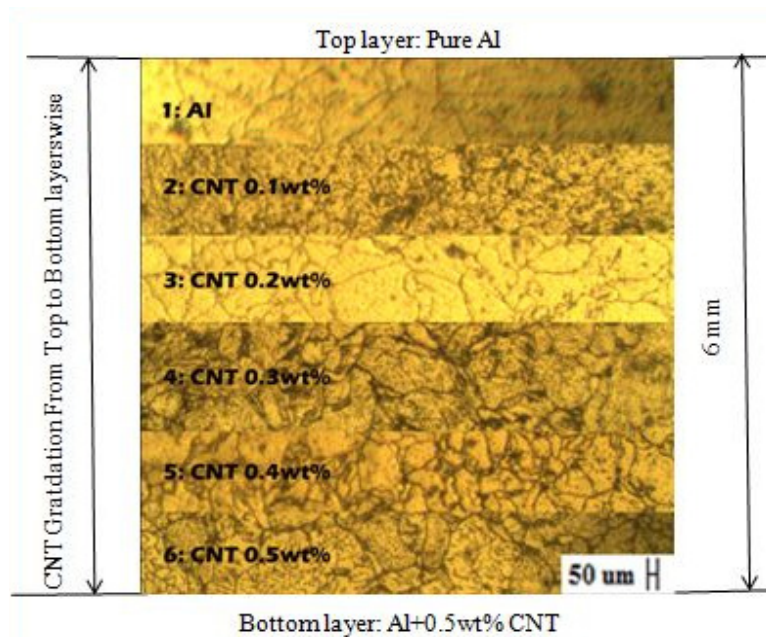 Top layer: Pure Al
1: Al
2: CNT 0.1wt%
3: CNT 0.2wt%
4: CNT 0.3wt%
5: CNT 0.4wt%
6: CNT 0.5wt%
50 um
CNT Gratdation From Top to Bottom layerswise
6 mm
Bottom layer: Al+0.5wt% CNT